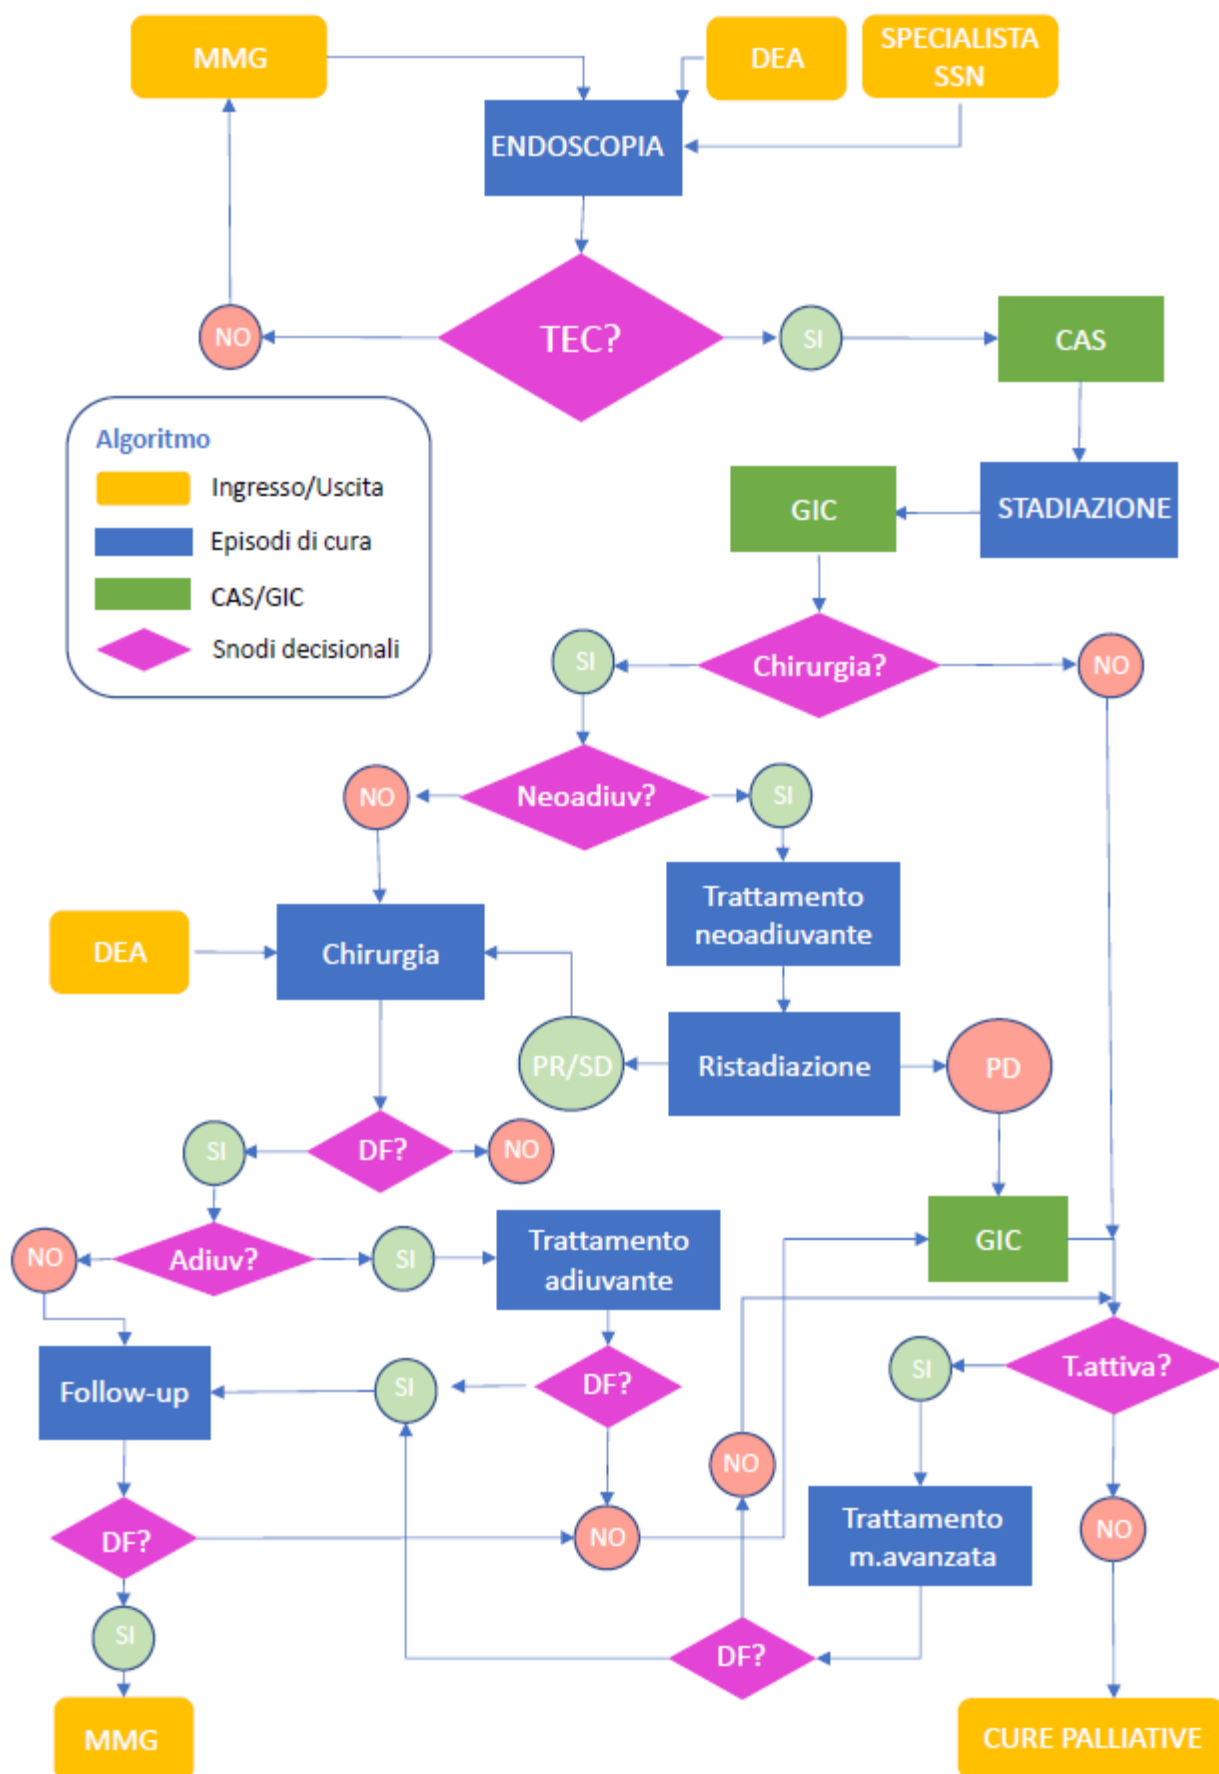 MMG
DEA
SPECIALISTA
SSN
ENDOSCOPIA
TEC?
NO
SI
CAS
Algoritmo
Ingresso/Uscita
Episodi di cura
CAS/GIC
Snodi decisionali
GIC
STADIAZIONE
SI
Chirurgia?
NO
NO
Neoadiuv?
SI
Trattamento
neoadiuvante
DEA
Chirurgia
PR/SD
Ristadiazione
PD
SI
DF?
NO
NO
Adiuv?
SI
Trattamento
adiuvante
GIC
Follow-up
SI
DF?
SI
T.attiva?
NO
DF?
NO
Trattamento
m.avanzata
NO
SI
DF?
MMG
CURE PALLIATIVE